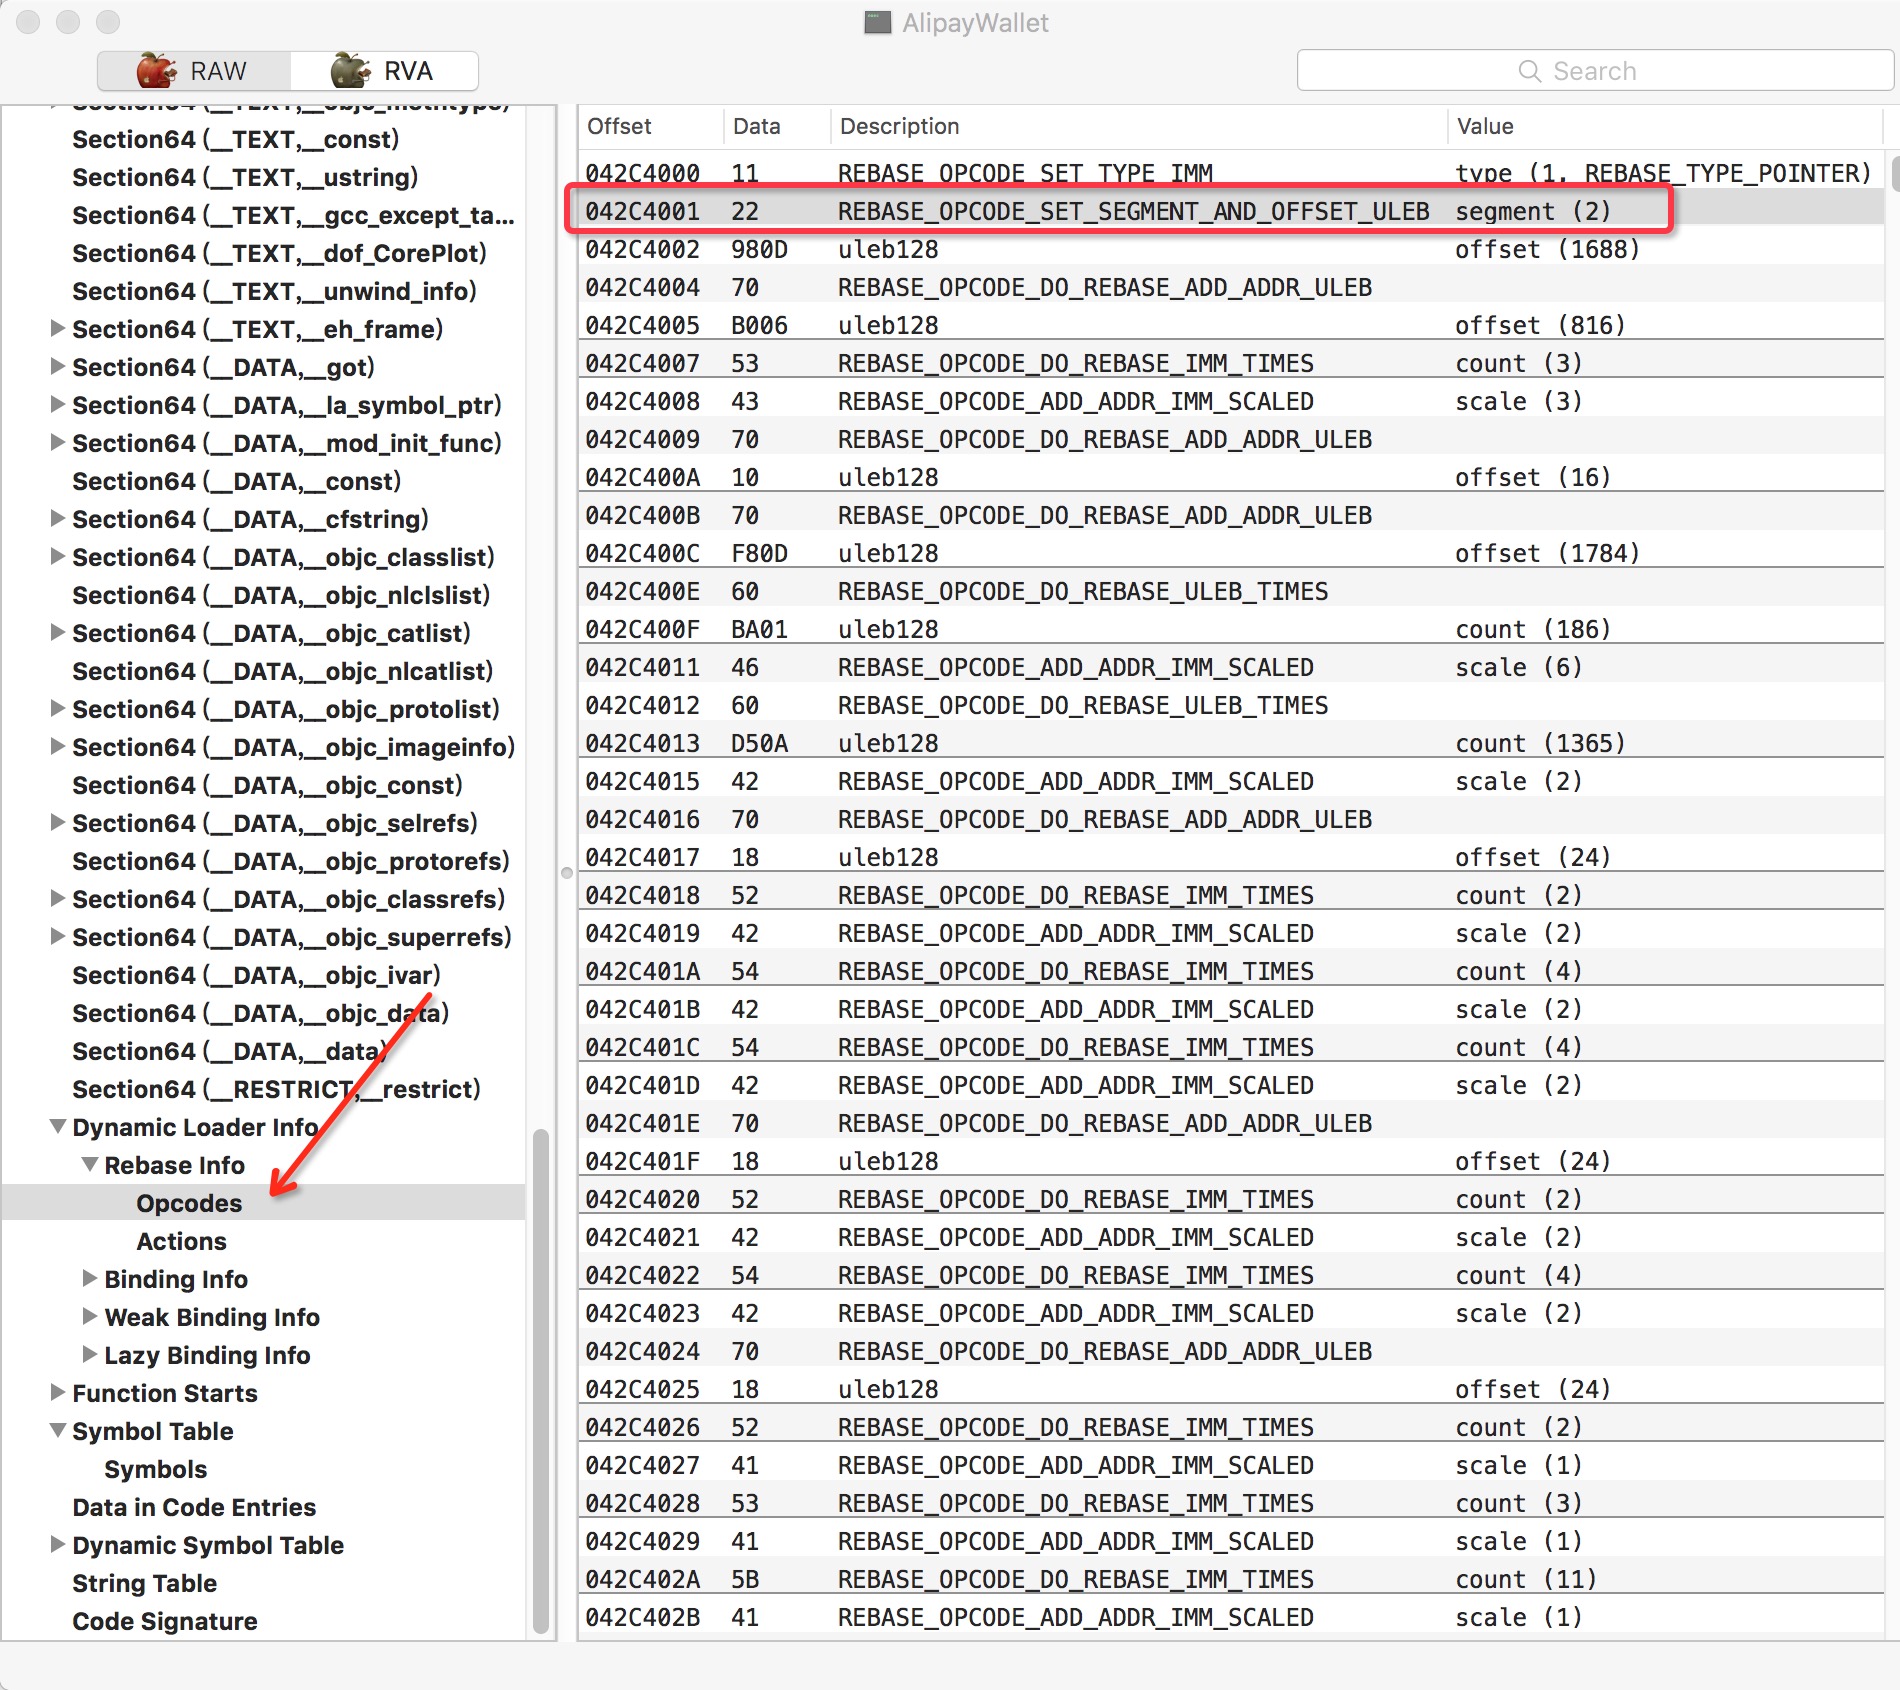 AlipayWallet
RAW RVA
Search
Section64 (__TEXT,__objc_methtype)
Section64 (__TEXT,__const)
Section64 (__TEXT,__ustring)
Section64 (__TEXT,__gcc_except_ta...
Section64 (__TEXT,__dof_CorePlot)
Section64 (__TEXT,__unwind_info)
Section64 (__TEXT,__eh_frame)
Section64 (__DATA,__got)
Section64 (__DATA,__la_symbol_ptr)
Section64 (__DATA,__mod_init_func)
Section64 (__DATA,__const)
Section64 (__DATA,__cfstring)
Section64 (__DATA,__objc_classlist)
Section64 (__DATA,__objc_nlclslist)
Section64 (__DATA,__objc_catlist)
Section64 (__DATA,__objc_nlcatlist)
Section64 (__DATA,__objc_protolist)
Section64 (__DATA,__objc_imageinfo)
Section64 (__DATA,__objc_const)
Section64 (__DATA,__objc_selrefs)
Section64 (__DATA,__objc_protorefs)
Section64 (__DATA,__objc_classrefs)
Section64 (__DATA,__objc_superrefs)
Section64 (__DATA,__objc_ivar)
Section64 (__DATA,__objc_data)
Section64 (__DATA,__data)
Section64 (__RESTRICT,__restrict)
Dynamic Loader Info
Rebase Info
Opcodes
Actions
Binding Info
Weak Binding Info
Lazy Binding Info
Function Starts
Symbol Table
Symbols
Data in Code Entries
Dynamic Symbol Table
String Table
Code Signature
Offset Data Description Value
042C4000 11 REBASE_OPCODE_SET_TYPE_IMM type (1, REBASE_TYPE_POINTER)
042C4001 22 REBASE_OPCODE_SET_SEGMENT_AND_OFFSET_ULEB segment (2)
042C4002 980D uleb128 offset (1688)
042C4004 70 REBASE_OPCODE_DO_REBASE_ADD_ADDR_ULEB
042C4005 B006 uleb128 offset (816)
042C4007 53 REBASE_OPCODE_DO_REBASE_IMM_TIMES count (3)
042C4008 43 REBASE_OPCODE_ADD_ADDR_IMM_SCALED scale (3)
042C4009 70 REBASE_OPCODE_DO_REBASE_ADD_ADDR_ULEB
042C400A 10 uleb128 offset (16)
042C400B 70 REBASE_OPCODE_DO_REBASE_ADD_ADDR_ULEB
042C400C F80D uleb128 offset (1784)
042C400E 60 REBASE_OPCODE_DO_REBASE_ULEB_TIMES
042C400F BA01 uleb128 count (186)
042C4011 46 REBASE_OPCODE_ADD_ADDR_IMM_SCALED scale (6)
042C4012 60 REBASE_OPCODE_DO_REBASE_ULEB_TIMES
042C4013 D50A uleb128 count (1365)
042C4015 42 REBASE_OPCODE_ADD_ADDR_IMM_SCALED scale (2)
042C4016 70 REBASE_OPCODE_DO_REBASE_ADD_ADDR_ULEB
042C4017 18 uleb128 offset (24)
042C4018 52 REBASE_OPCODE_DO_REBASE_IMM_TIMES count (2)
042C4019 42 REBASE_OPCODE_ADD_ADDR_IMM_SCALED scale (2)
042C401A 54 REBASE_OPCODE_DO_REBASE_IMM_TIMES count (4)
042C401B 42 REBASE_OPCODE_ADD_ADDR_IMM_SCALED scale (2)
042C401C 54 REBASE_OPCODE_DO_REBASE_IMM_TIMES count (4)
042C401D 42 REBASE_OPCODE_ADD_ADDR_IMM_SCALED scale (2)
042C401E 70 REBASE_OPCODE_DO_REBASE_ADD_ADDR_ULEB
042C401F 18 uleb128 offset (24)
042C4020 52 REBASE_OPCODE_DO_REBASE_IMM_TIMES count (2)
042C4021 42 REBASE_OPCODE_ADD_ADDR_IMM_SCALED scale (2)
042C4022 54 REBASE_OPCODE_DO_REBASE_IMM_TIMES count (4)
042C4023 42 REBASE_OPCODE_ADD_ADDR_IMM_SCALED scale (2)
042C4024 70 REBASE_OPCODE_DO_REBASE_ADD_ADDR_ULEB
042C4025 18 uleb128 offset (24)
042C4026 52 REBASE_OPCODE_DO_REBASE_IMM_TIMES count (2)
042C4027 41 REBASE_OPCODE_ADD_ADDR_IMM_SCALED scale (1)
042C4028 53 REBASE_OPCODE_DO_REBASE_IMM_TIMES count (3)
042C4029 41 REBASE_OPCODE_ADD_ADDR_IMM_SCALED scale (1)
042C402A 5B REBASE_OPCODE_DO_REBASE_IMM_TIMES count (11)
042C402B 41 REBASE_OPCODE_ADD_ADDR_IMM_SCALED scale (1)